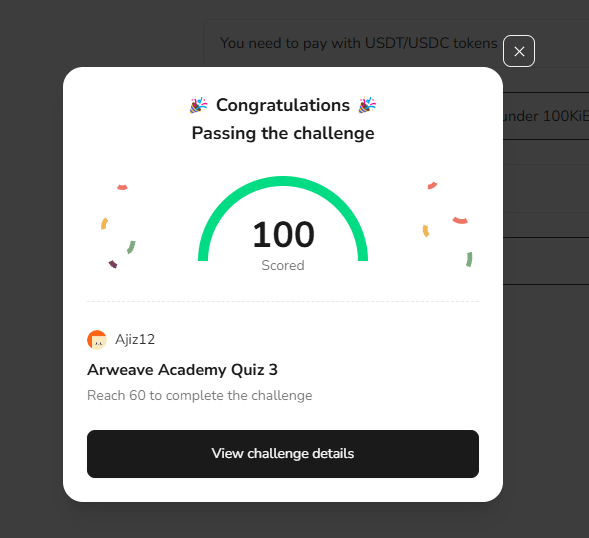 You need to pay with USDT/USDC tokens
under 100KiB
Congratulations
Passing the challenge
100
Scored
Ajiz12
Arweave Academy Quiz 3
Reach 60 to complete the challenge
View challenge details